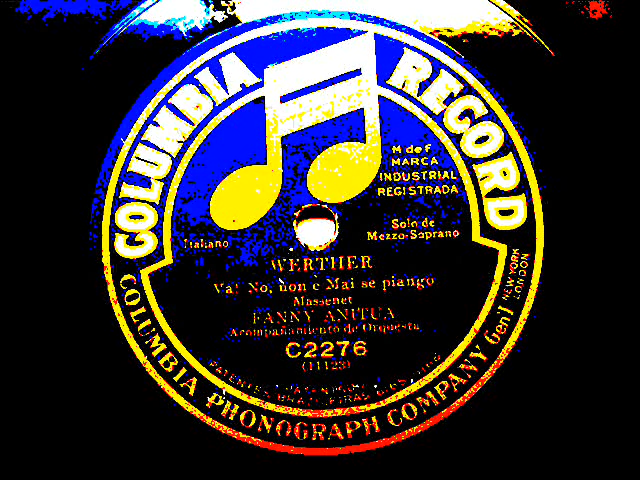 COLUMBIA RECORD
M de F
MARCA
INDUSTRIAL
REGISTRADA
Italiano
Solo de
Mezzo-Soprano
WERTHER
Va! No, non è Mai se piango
Massenet
FANNY ANITUA
Acompañamiento de Orquesta
C2276
(11123)
COLUMBIA PHONOGRAPH COMPANY (Gen'l)
NEW YORK
LONDON